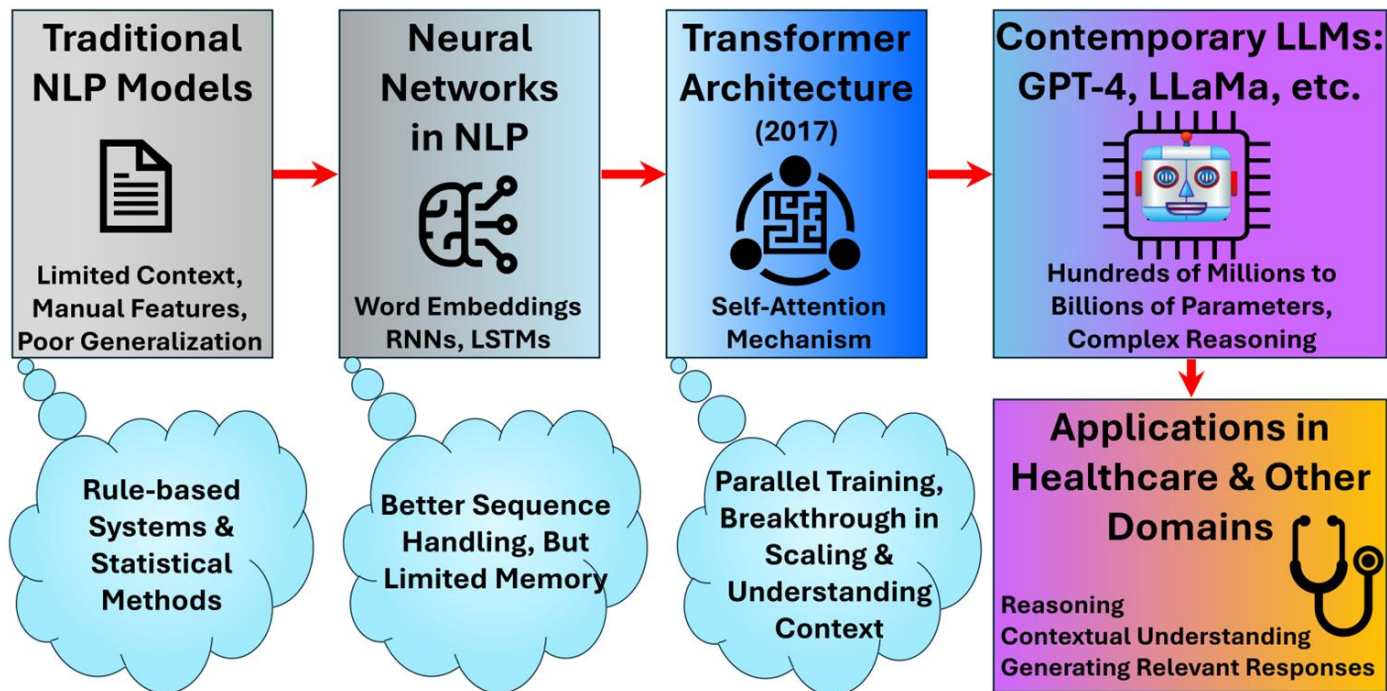 Traditional
NLP Models
Limited Context,
Manual Features,
Poor Generalization
Rule-based
Systems &
Statistical
Methods
Neural
Networks
in NLP
Word Embeddings
RNNs, LSTMs
Better Sequence
Handling, But
Limited Memory
Transformer
Architecture
(2017)
Self-Attention
Mechanism
Parallel Training,
Breakthrough in
Scaling &
Understanding
Context
Contemporary LLMs:
GPT-4, LLaMa, etc.
Hundreds of Millions to
Billions of Parameters,
Complex Reasoning
Applications in
Healthcare & Other
Domains
Reasoning
Contextual Understanding
Generating Relevant Responses